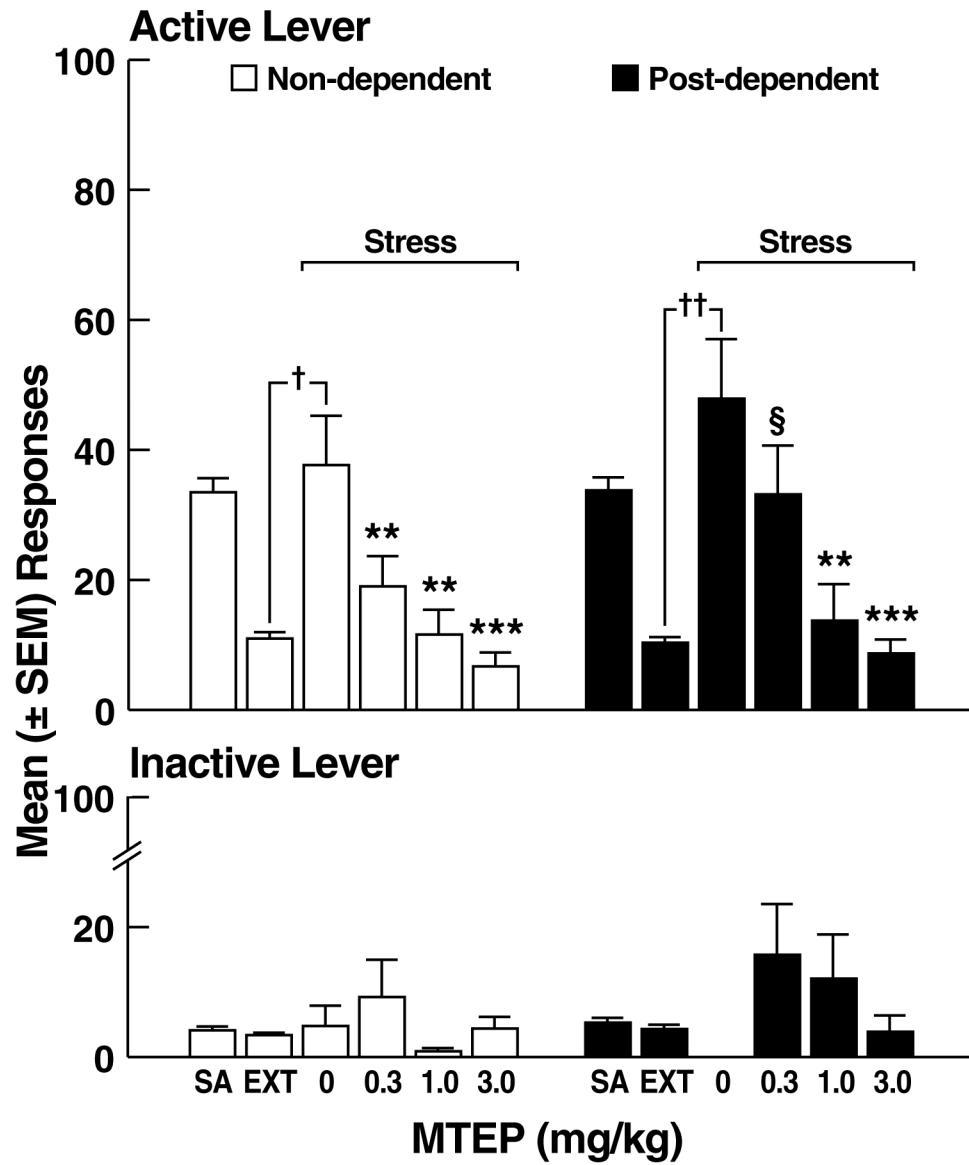 Active Lever
100
Non-dependent
Post-dependent
80
Stress
Stress
60
††
†
§
40
**
**
***
**
***
20
0
Mean (± SEM) Responses
Inactive Lever
100
20
0
SA EXT 0 0.3 1.0 3.0 SA EXT 0 0.3 1.0 3.0
MTEP (mg/kg)